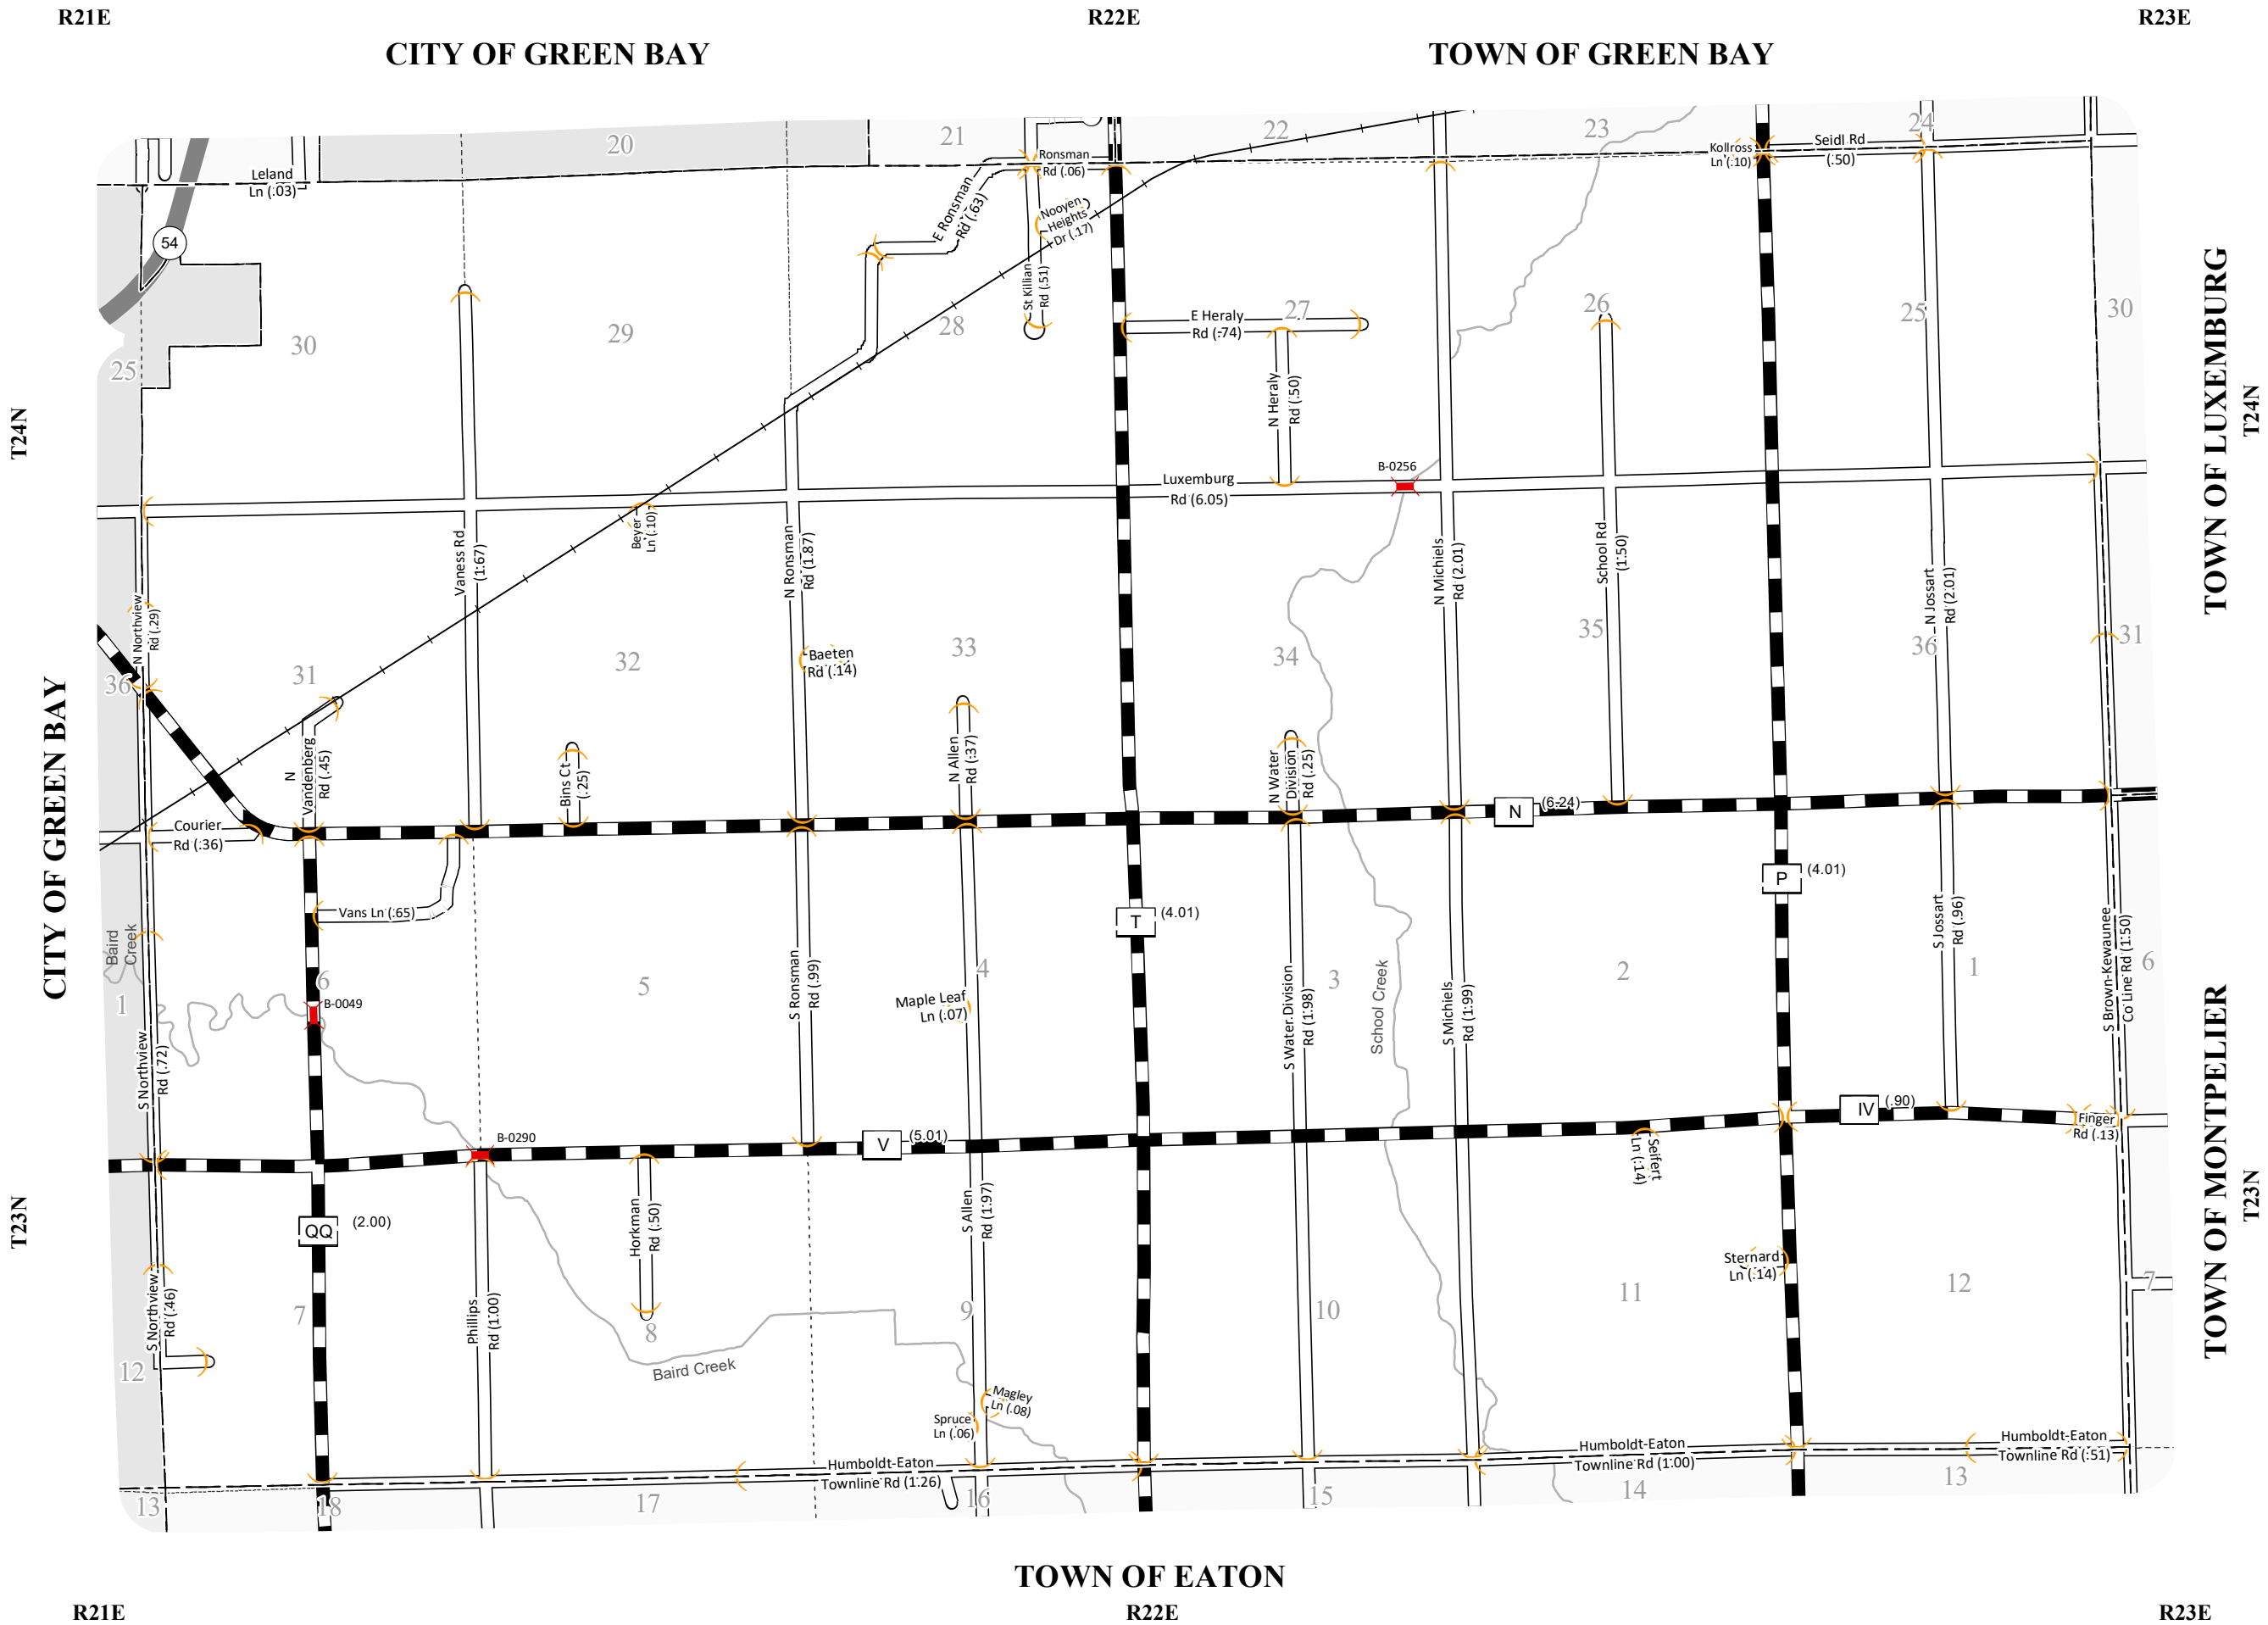 R21E
R22E
R23E
CITY OF GREEN BAY
TOWN OF GREEN BAY
20
21
22
23
24
Leland
Ln (.03)
Ronsman
Rd (.06)
Kollross
Ln (.10)
Seidl Rd
(.50)
54
E Ronsman
Rd (.63)
Nooyen
Heights
Dr (.17)
St Killian
Rd (.51)
30
29
28
27
26
25
30
25
E Heraly
Rd (.74)
N Heraly
Rd (.50)
T24N
T24N
TOWN OF LUXEMBURG
Luxemburg
Rd (6.05)
B-0256
Beyer
Ln (.10)
Vaness Rd
(1.67)
N Ronsman
Rd (1.87)
N Michiels
Rd (2.01)
School Rd
(1.50)
N Jossart
Rd (2.01)
N Northview
Rd (.29)
36
31
32
33
34
35
36
31
Baeten
Rd (.14)
N
Vandenberg
Rd (.45)
Bins Ct
(.25)
N Allen
Rd (.37)
N Water
Division
Rd (.25)
N
(6.24)
Courier
Rd (.36)
CITY OF GREEN BAY
Vans Ln (.65)
T
(4.01)
P
(4.01)
Baird
Creek
1
6
5
4
3
2
1
6
B-0049
S Northview
Rd (.72)
S Ronsman
Rd (.99)
Maple Leaf
Ln (.07)
S Water Division
Rd (1.98)
School Creek
S Michiels
Rd (1.99)
S Jossart
Rd (.96)
S Brown-Kewaunee
Co Line Rd (1.50)
B-0290
V
(5.01)
IV
(.90)
Finger
Rd (.13)
Seifert
Ln (.14)
TOWN OF MONTPELIER
T23N
T23N
QQ
(2.00)
Horkman
Rd (.50)
S Allen
Rd (1.97)
Sternard
Ln (.14)
S Northview
Rd (.46)
Phillips
Rd (1.00)
12
7
8
9
10
11
12
7
Baird Creek
Magley
Ln (.08)
Spruce
Ln (.06)
Humboldt-Eaton
Townline Rd (1.26)
Humboldt-Eaton
Townline Rd (1.00)
Humboldt-Eaton
Townline Rd (.51)
13
18
17
16
15
14
13
TOWN OF EATON
R21E
R22E
R23E